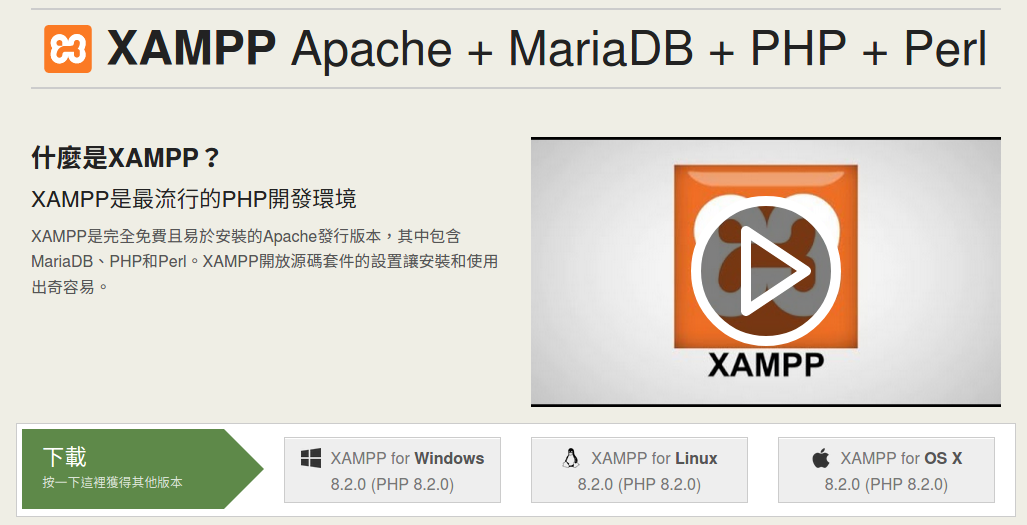 XAMPP Apache + MariaDB + PHP + Perl
什麼是XAMPP？
XAMPP是最流行的PHP開發環境
XAMPP是完全免費且易於安裝的Apache發行版本，其中包含
MariaDB、PHP和Perl。XAMPP開放源碼套件的設置讓安裝和使用
出奇容易。
XAMPP
下載
按一下這裡獲得其他版本
XAMPP for Windows
8.2.0 (PHP 8.2.0)
XAMPP for Linux
8.2.0 (PHP 8.2.0)
XAMPP for OS X
8.2.0 (PHP 8.2.0)